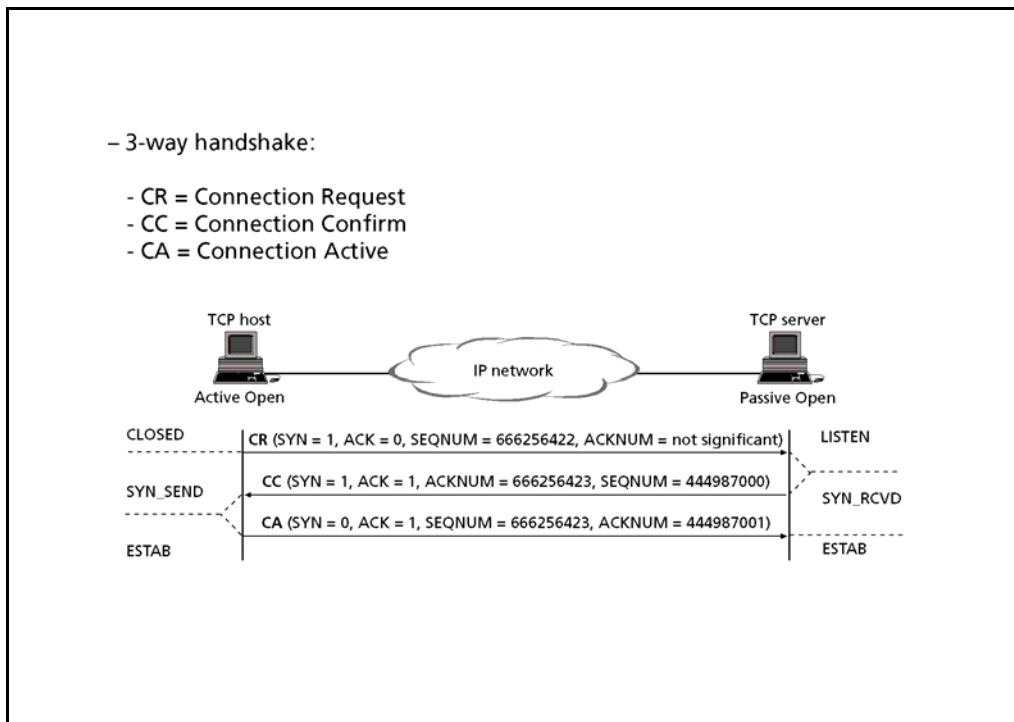 – 3-way handshake:
- CR = Connection Request
- CC = Connection Confirm
- CA = Connection Active
TCP host
TCP server
IP network
Active Open
Passive Open
CLOSED
CR (SYN = 1, ACK = 0, SEQNUM = 666256422, ACKNUM = not significant)
LISTEN
SYN_SEND
CC (SYN = 1, ACK = 1, ACKNUM = 666256423, SEQNUM = 444987000)
SYN_RCVD
CA (SYN = 0, ACK = 1, SEQNUM = 666256423, ACKNUM = 444987001)
ESTAB
ESTAB